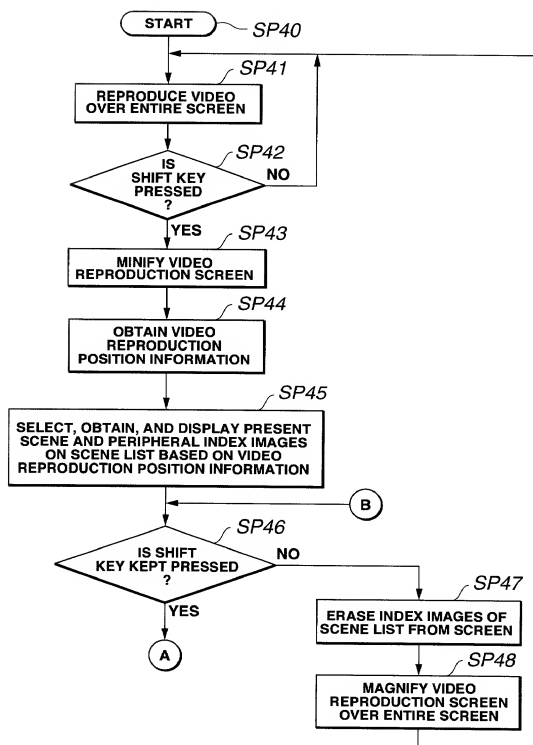 START
SP40
SP41
REPRODUCE VIDEO
OVER ENTIRE SCREEN
SP42
IS
SHIFT KEY
PRESSED
?
NO
YES
SP43
MINIFY VIDEO
REPRODUCTION SCREEN
SP44
OBTAIN VIDEO
REPRODUCTION
POSITION INFORMATION
SP45
SELECT, OBTAIN, AND DISPLAY PRESENT
SCENE AND PERIPHERAL INDEX IMAGES
ON SCENE LIST BASED ON VIDEO
REPRODUCTION POSITION INFORMATION
B
SP46
IS SHIFT
KEY KEPT PRESSED
?
NO
YES
A
SP47
ERASE INDEX IMAGES OF
SCENE LIST FROM SCREEN
SP48
MAGNIFY VIDEO
REPRODUCTION SCREEN
OVER ENTIRE SCREEN